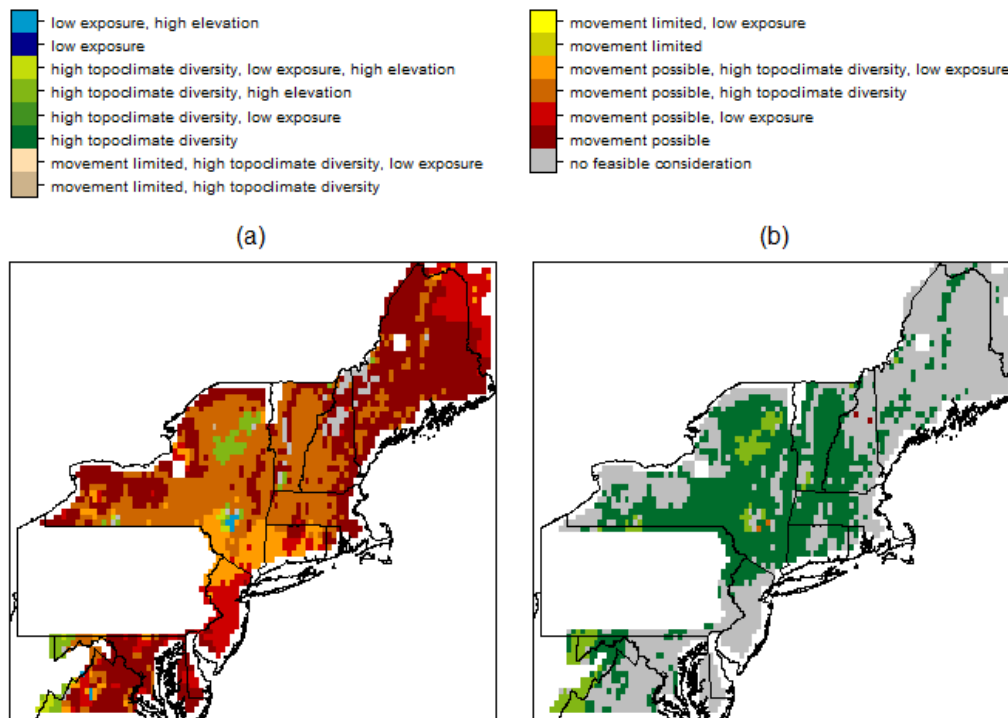 low exposure, high elevation
low exposure
high topoclimate diversity, low exposure, high elevation
high topoclimate diversity, high elevation
high topoclimate diversity, low exposure
high topoclimate diversity
movement limited, high topoclimate diversity, low exposure
movement limited, high topoclimate diversity
movement limited, low exposure
movement limited
movement possible, high topoclimate diversity, low exposure
movement possible, high topoclimate diversity
movement possible, low exposure
movement possible
no feasible consideration
(a)
(b)